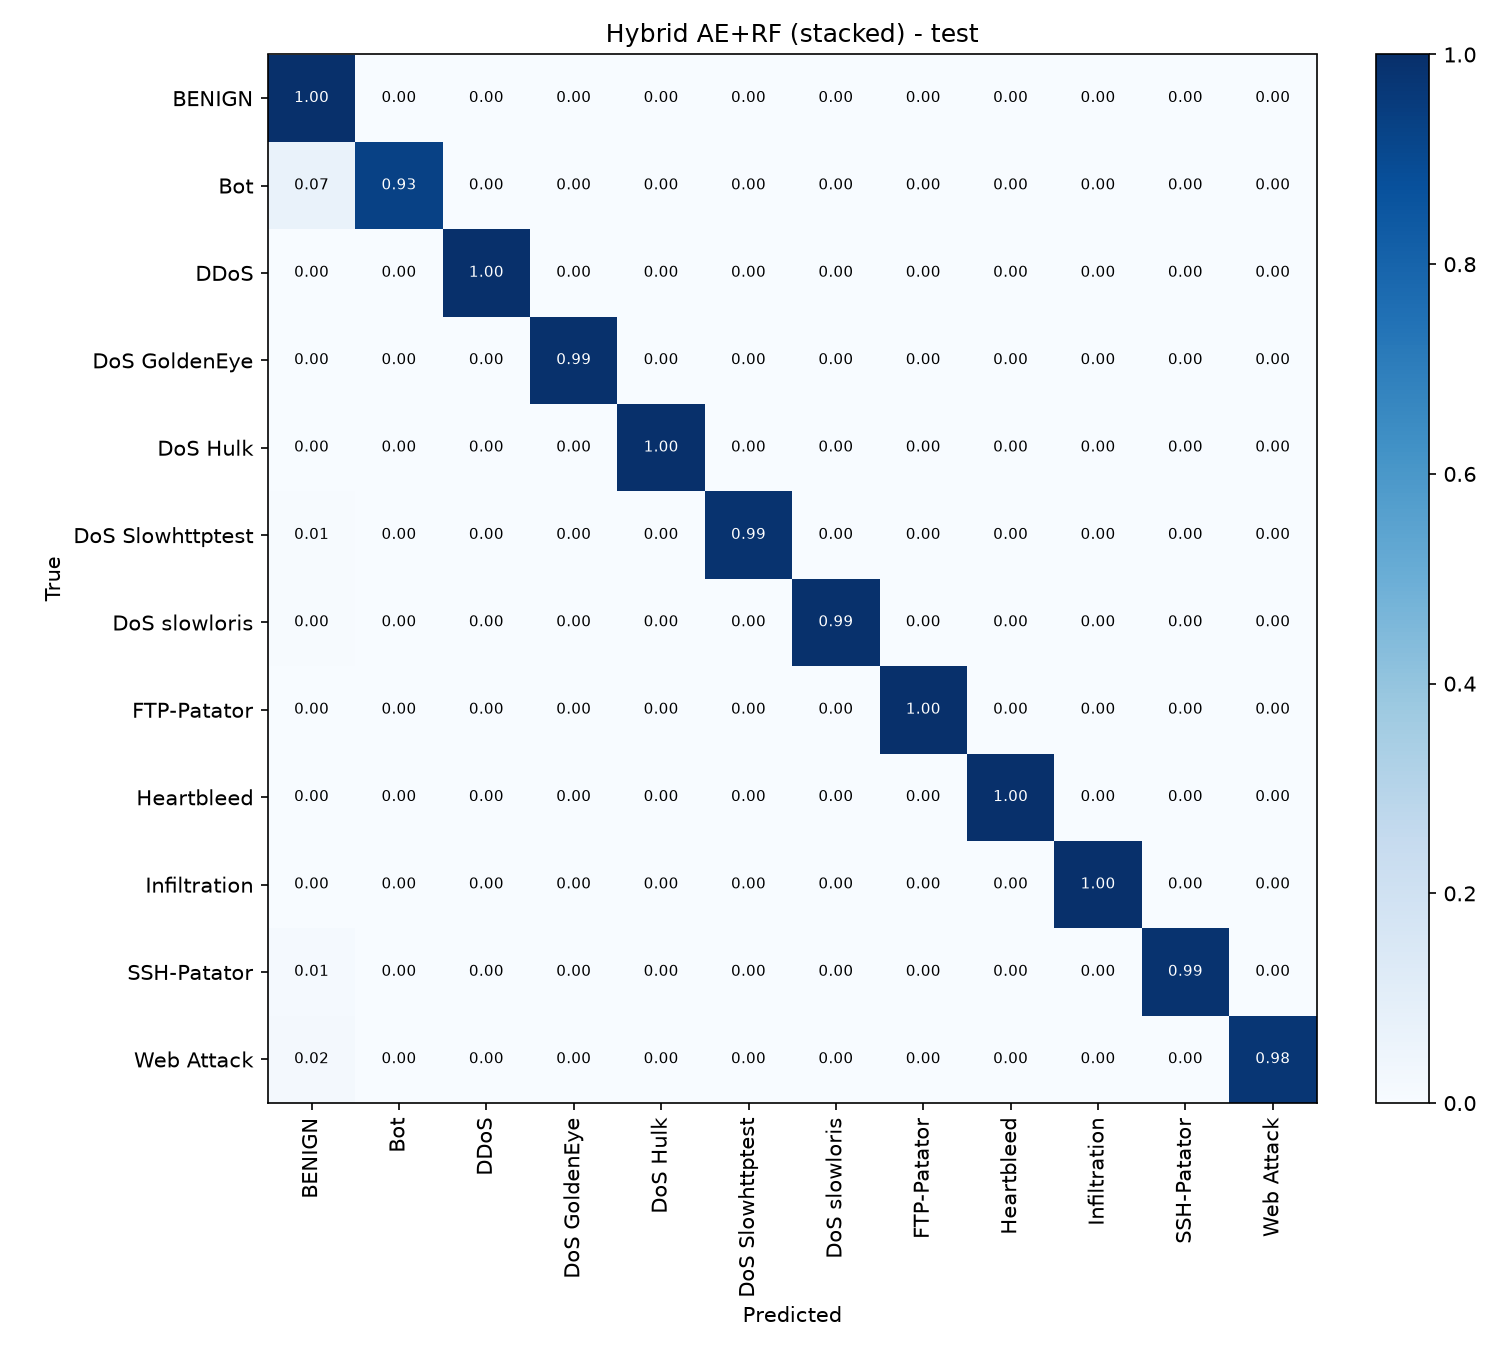 Hybrid AE+RF (stacked) - test
BENIGN 1.00 0.00 0.00 0.00 0.00 0.00 0.00 0.00 0.00 0.00 0.00 0.00
Bot 0.07 0.93 0.00 0.00 0.00 0.00 0.00 0.00 0.00 0.00 0.00 0.00
DDoS 0.00 0.00 1.00 0.00 0.00 0.00 0.00 0.00 0.00 0.00 0.00 0.00
DoS GoldenEye 0.00 0.00 0.00 0.99 0.00 0.00 0.00 0.00 0.00 0.00 0.00 0.00
DoS Hulk 0.00 0.00 0.00 0.00 1.00 0.00 0.00 0.00 0.00 0.00 0.00 0.00
DoS Slowhttptest 0.01 0.00 0.00 0.00 0.00 0.99 0.00 0.00 0.00 0.00 0.00 0.00
DoS slowloris 0.00 0.00 0.00 0.00 0.00 0.00 0.99 0.00 0.00 0.00 0.00 0.00
FTP-Patator 0.00 0.00 0.00 0.00 0.00 0.00 0.00 1.00 0.00 0.00 0.00 0.00
Heartbleed 0.00 0.00 0.00 0.00 0.00 0.00 0.00 0.00 1.00 0.00 0.00 0.00
Infiltration 0.00 0.00 0.00 0.00 0.00 0.00 0.00 0.00 0.00 1.00 0.00 0.00
SSH-Patator 0.01 0.00 0.00 0.00 0.00 0.00 0.00 0.00 0.00 0.00 0.99 0.00
Web Attack 0.02 0.00 0.00 0.00 0.00 0.00 0.00 0.00 0.00 0.00 0.00 0.98
True
BENIGN
Bot
DDoS
DoS GoldenEye
DoS Hulk
DoS Slowhttptest
DoS slowloris
FTP-Patator
Heartbleed
Infiltration
SSH-Patator
Web Attack
Predicted
1.0
0.8
0.6
0.4
0.2
0.0